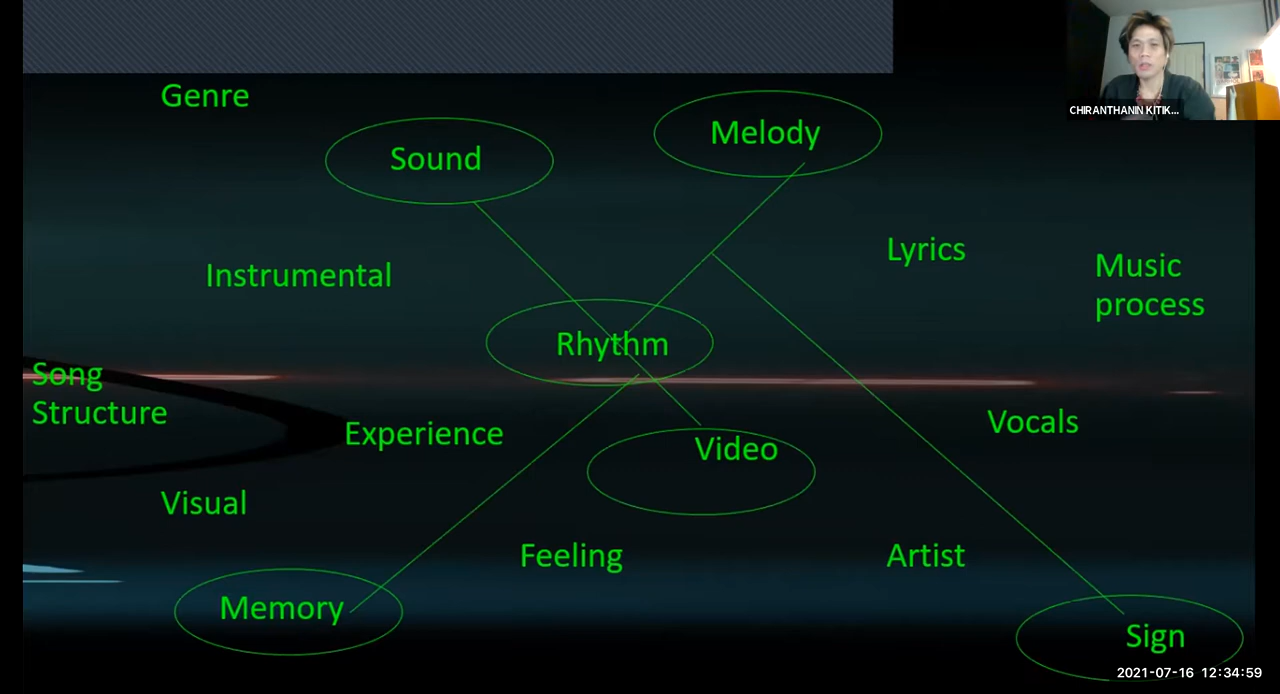 CHIRANTHANIN KITIK...
Genre
Sound
Melody
Instrumental
Lyrics
Music
process
Rhythm
Song
Structure
Experience
Video
Vocals
Visual
Feeling
Artist
Memory
Sign
2021-07-16 12:34:59